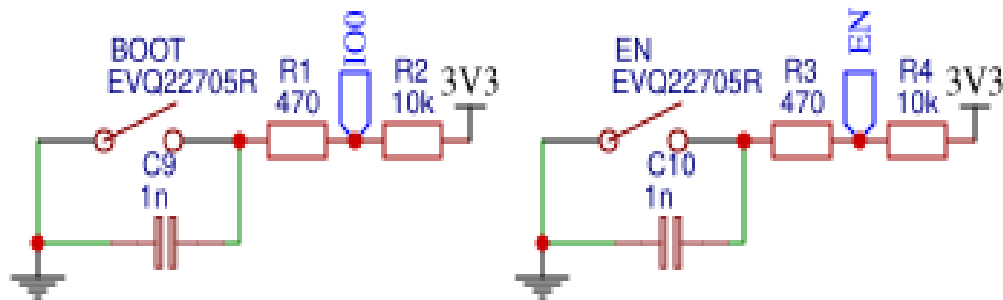 BOOT
EVQ22705R
R1
470
IO0
R2
10k
3V3
C9
1n
EN
EVQ22705R
R3
470
EN
R4
10k
3V3
C10
1n